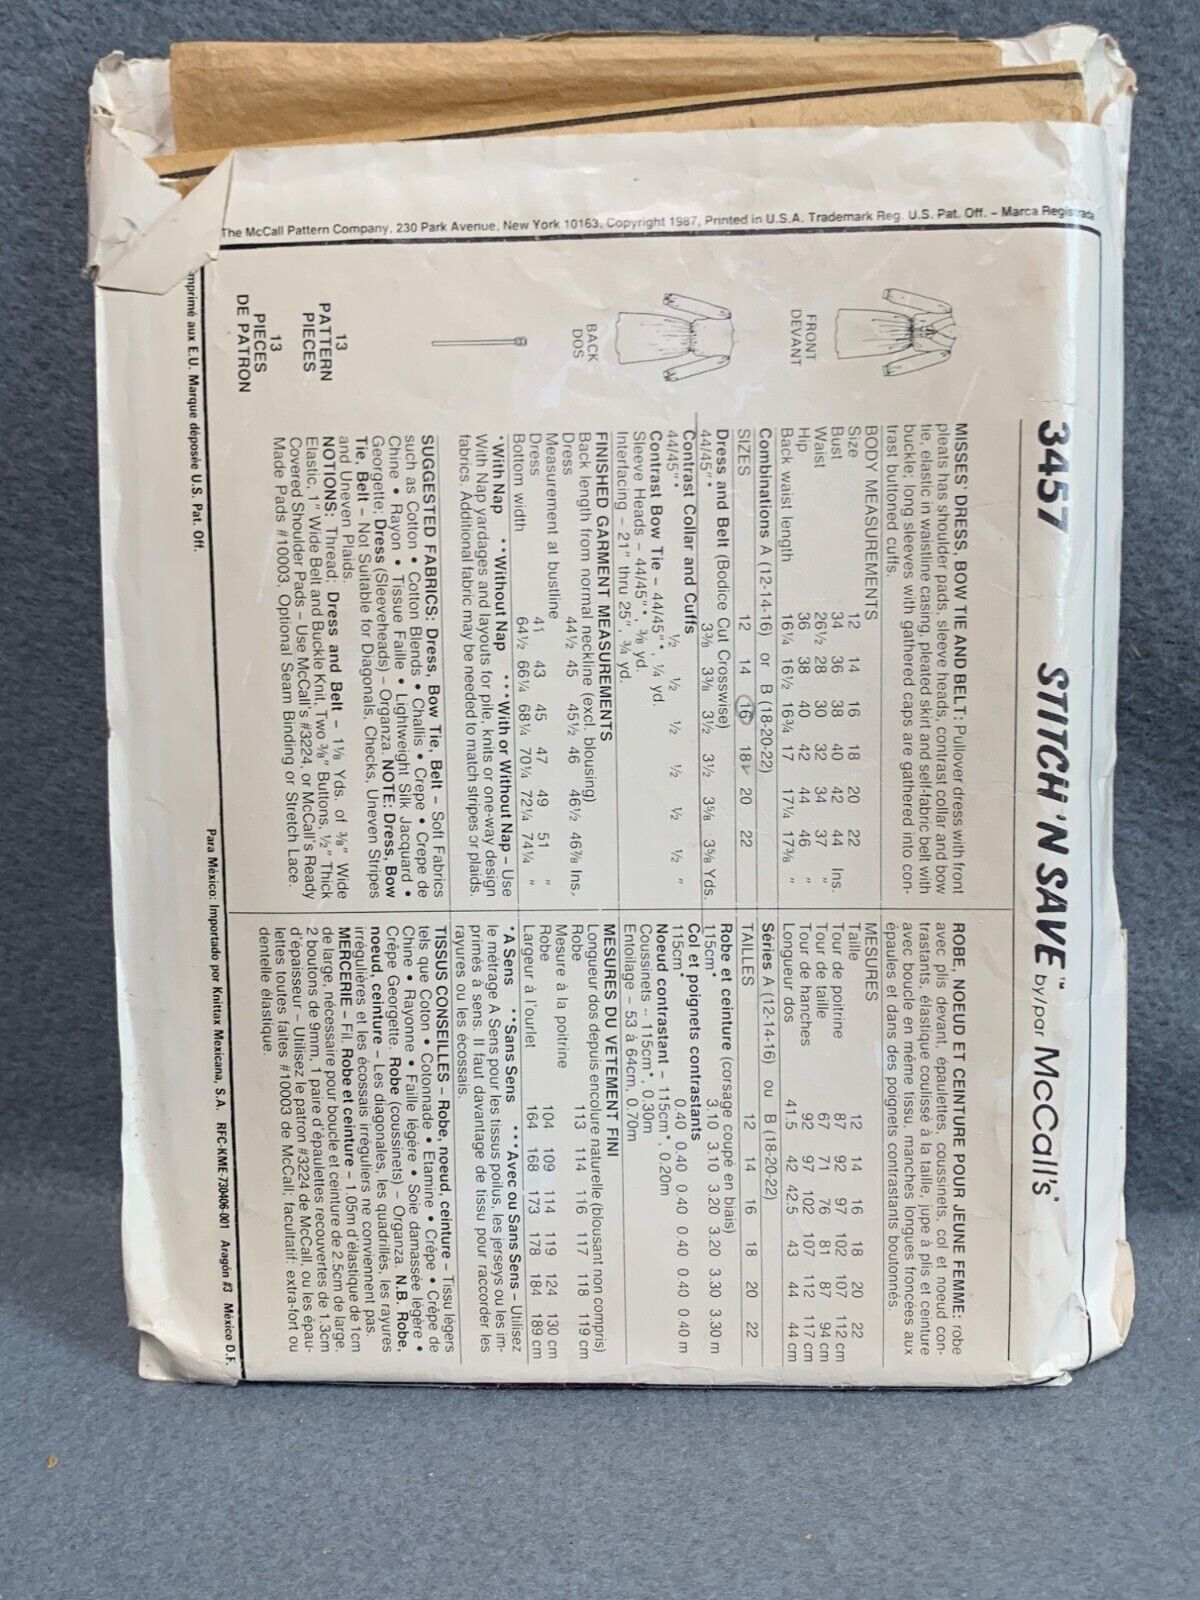 The McCall Pattern Company, 230 Park Avenue, New York 10163, Copyright 1987, Printed in U.S.A. Trademark Reg. U.S. Pat. Off. – Marca Registrada
3457 STITCH 'N SAVE™ by/par McCall's
FRONT
DEVANT
BACK
DOS
13
PATTERN
PIECES
13
PIECES
DE PATRON
MISSES' DRESS, BOW TIE AND BELT: Pullover dress with front
pleats has shoulder pads, sleeve heads, contrast collar and bow
tie, elastic in waistline casing, pleated skirt and self-fabric belt with
buckle; long sleeves with gathered caps are gathered into con-
trast buttoned cuffs.
BODY MEASUREMENTS
Size 12 14 16 18 20 22
Bust 34 36 38 40 42 44 Ins.
Waist 26½ 28 30 32 34 37 "
Hip 36 38 40 42 44 46 "
Back waist length 16¼ 16½ 16¾ 17 17¼ 17⅜ "
Combinations A (12-14-16) or B (18-20-22)
SIZES 12 14 16 18 20 22
Dress and Belt (Bodice Cut Crosswise)
44/45"* 3⅜ 3⅜ 3½ 3½ 3⅝ 3⅝ Yds.
Contrast Collar and Cuffs
44/45"* ½ ½ ½ ½ ½ ½ "
Contrast Bow Tie – 44/45"*, ¼ yd.
Sleeve Heads – 44/45"*, ⅜ yd.
Interfacing – 21" thru 25", ¾ yd.
FINISHED GARMENT MEASUREMENTS
Back length from normal neckline (excl. blousing)
Dress 44½ 45 45½ 46 46½ 46⅞ Ins.
Measurement at bustline
Dress 41 43 45 47 49 51 "
Bottom width 64½ 66¼ 68¼ 70¼ 72¼ 74¼ "
*With Nap **Without Nap ***With or Without Nap – Use
With Nap yardages and layouts for pile, knits or one-way design
fabrics. Additional fabric may be needed to match stripes or plaids.
SUGGESTED FABRICS: Dress, Bow Tie, Belt – Soft Fabrics
such as Cotton • Cotton Blends • Challis • Crepe • Crepe de
Chine • Rayon • Tissue Faille • Lightweight Silk Jacquard •
Georgette; Dress (Sleeveheads) – Organza. NOTE: Dress, Bow
Tie, Belt – Not Suitable for Diagonals, Checks, Uneven Stripes
and Uneven Plaids.
NOTIONS: Thread; Dress and Belt – 1⅛ Yds. of ⅜" Wide
Elastic, 1" Wide Belt and Buckle Knit, Two ⅜" Buttons, ½" Thick
Covered Shoulder Pads – Use McCall's #3224, or McCall's Ready
Made Pads #10003, Optional Seam Binding or Stretch Lace.
ROBE, NOEUD ET CEINTURE POUR JEUNE FEMME: robe
avec plis devant, épaulettes, coussinets, col et noeud con-
trastants, élastique coulissé à la taille, jupe à plis et ceinture
avec boucle en même tissu, manches longues froncées aux
épaules et dans des poignets contrastants boutonnés.
MESURES
Taille 12 14 16 18 20 22
Tour de poitrine 87 92 97 102 107 112 cm
Tour de taille 67 71 76 81 87 94 cm
Tour de hanches 92 97 102 107 112 117 cm
Longueur dos 41.5 42 42.5 43 44 44 cm
Series A (12-14-16) ou B (18-20-22)
TAILLES 12 14 16 18 20 22
Robe et ceinture (corsage coupé en biais)
115cm* 3.10 3.10 3.20 3.20 3.30 3.30 m
Col et poignets contrastants
115cm* 0.40 0.40 0.40 0.40 0.40 0.40 m
Noeud contrastant – 115cm*, 0.20m
Coussinets – 115cm*, 0.30m
Entoilage – 53 à 64cm, 0.70m
MESURES DU VETEMENT FINI
Longueur dos depuis encolure naturelle (blousant non compris)
Robe 113 114 116 117 118 119 cm
Mesure à la poitrine
Robe 104 109 114 119 124 130 cm
Largeur à l'ourlet 164 168 173 178 184 189 cm
*A Sens **Sans Sens ***Avec ou Sans Sens – Utilisez
le métrage A Sens pour les tissus poilus, les jerseys ou les im-
primés à sens. Il faut davantage de tissu pour raccorder les
rayures ou les écossais.
TISSUS CONSEILLES – Robe, noeud, ceinture – Tissu légers
tels que Coton • Cotonnade • Etamine • Crêpe • Crêpe de
Chine • Rayonne • Faille légère • Soie damassée légère •
Crêpe Georgette. Robe (coussinets) – Organza. N.B. Robe,
noeud, ceinture – Les diagonales, les quadrillés, les rayures
irrégulières et les écossais irréguliers ne conviennent pas.
MERCERIE – Fil. Robe et ceinture – 1.05m d'élastique de 1cm
de large, nécessaire pour boucle et ceinture de 2.5cm de large,
2 boutons de 9mm, 1 paire d'épaulettes recouvertes de 1.3cm
d'épaisseur – Utilisez le patron #3224 de McCall, ou les épau-
lettes toutes faites #10003 de McCall; facultatif: extra-fort ou
dentelle élastique.
mprimé aux E.U. Marque déposée U.S. Pat. Off.
Para México: Importado por Knittax Mexicana, S.A. RFC-KME-730406-001 Aragón #3 México D.F.